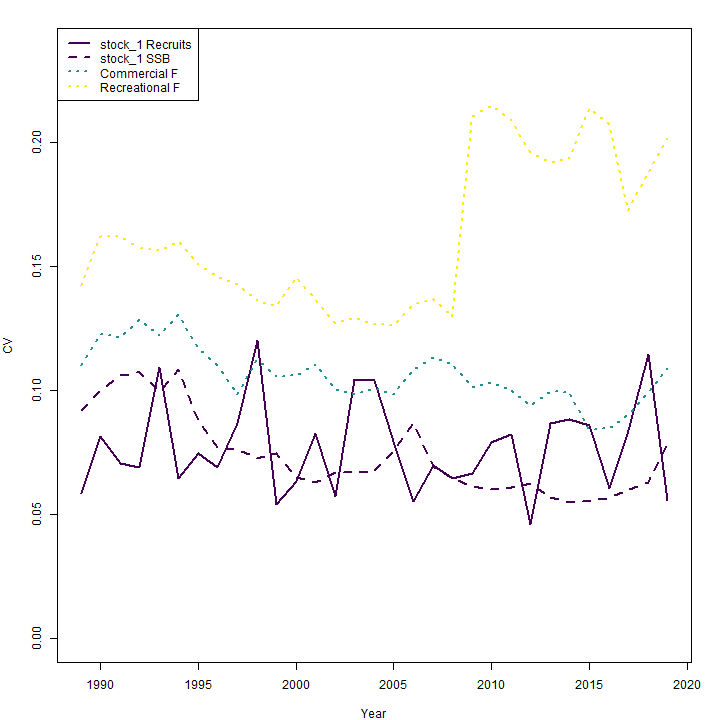 stock_1 Recruits
stock_1 SSB
Commercial F
Recreational F
0.20
0.15
0.10
0.05
0.00
CV
1990 1995 2000 2005 2010 2015 2020
Year